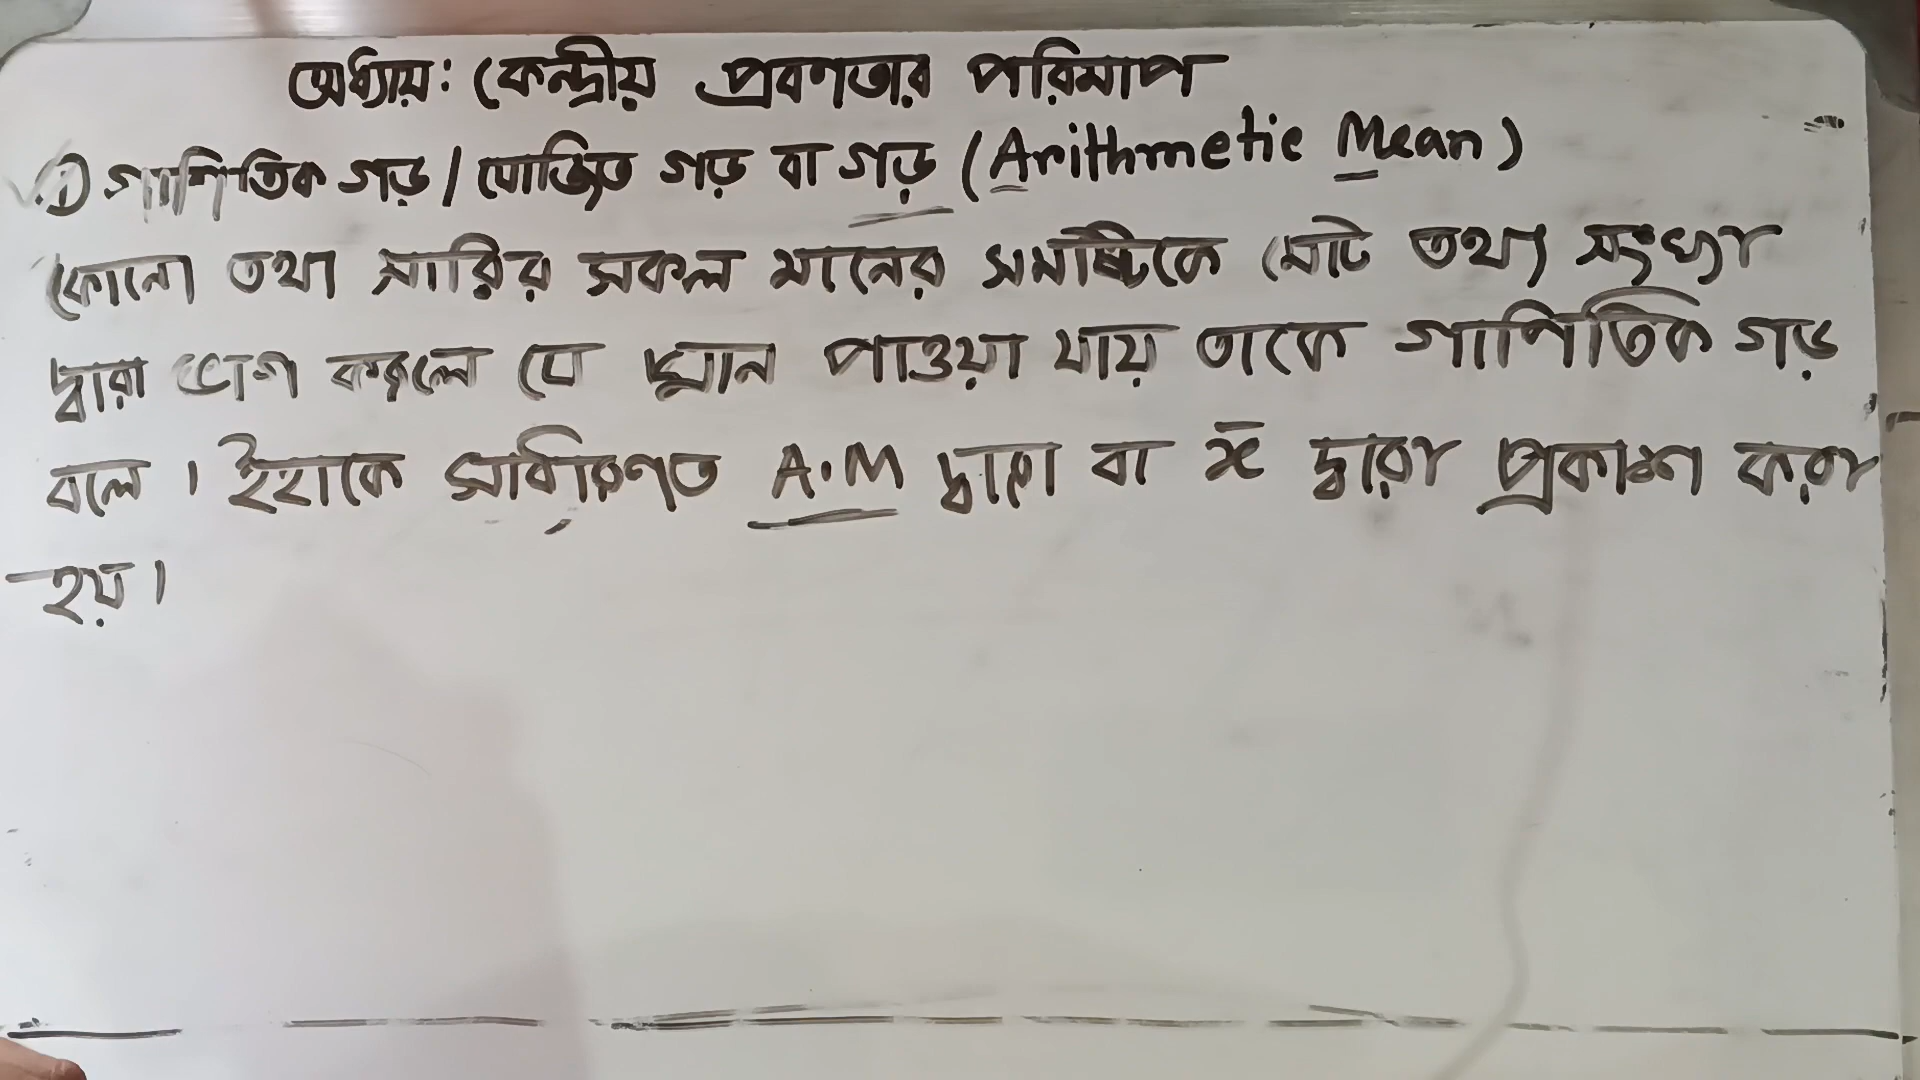 অধ্যায়: কেন্দ্রীয় প্রবণতার পরিমাপ
① গাণিতিক গড় / যোজিত গড় বা গড় (Arithmetic Mean)
কোনো তথ্য সারির সকল মানের সমষ্টিকে মোট তথ্য সংখ্যা
দ্বারা ভাগ করলে যে মান পাওয়া যায় তাকে গাণিতিক গড়
বলে । ইহাকে সাধারণত A.M দ্বারা বা x̄ দ্বারা প্রকাশ করা
হয় ।